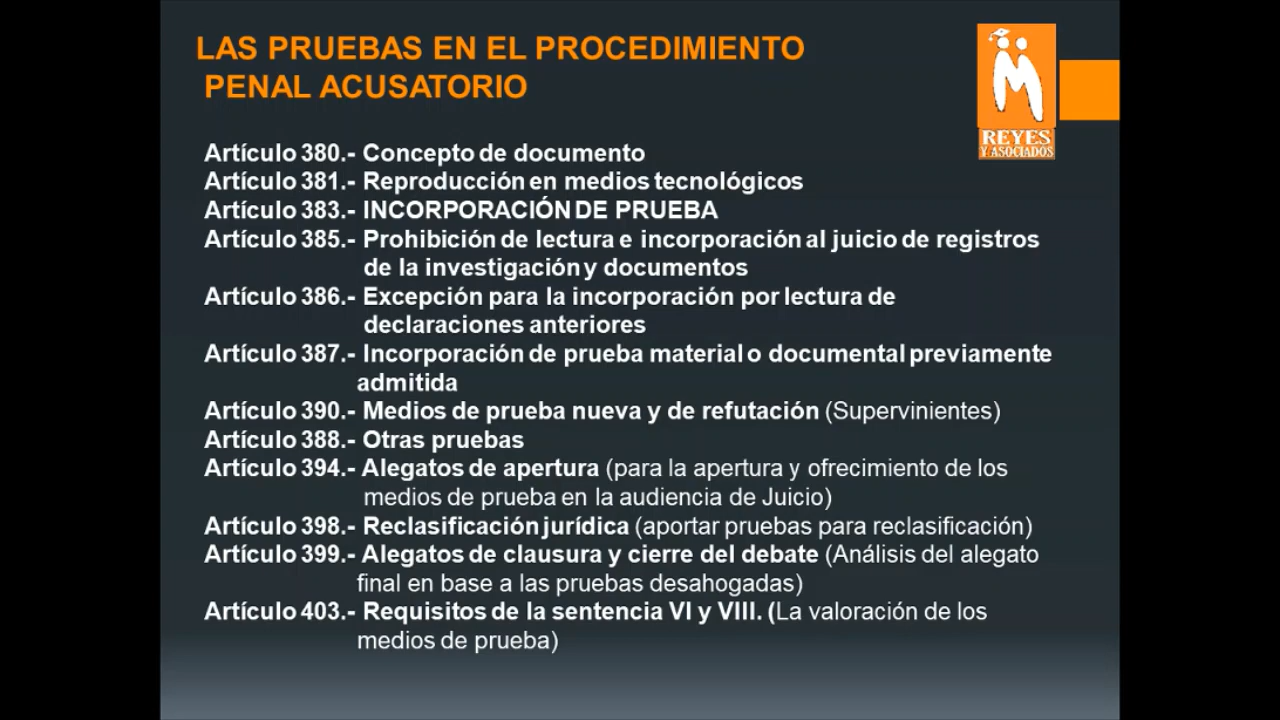 LAS PRUEBAS EN EL PROCEDIMIENTO
PENAL ACUSATORIO
REYES
Y ASOCIADOS
Artículo 380.- Concepto de documento
Artículo 381.- Reproducción en medios tecnológicos
Artículo 383.- INCORPORACIÓN DE PRUEBA
Artículo 385.- Prohibición de lectura e incorporación al juicio de registros
de la investigación y documentos
Artículo 386.- Excepción para la incorporación por lectura de
declaraciones anteriores
Artículo 387.- Incorporación de prueba material o documental previamente
admitida
Artículo 390.- Medios de prueba nueva y de refutación (Supervinientes)
Artículo 388.- Otras pruebas
Artículo 394.- Alegatos de apertura (para la apertura y ofrecimiento de los
medios de prueba en la audiencia de Juicio)
Artículo 398.- Reclasificación jurídica (aportar pruebas para reclasificación)
Artículo 399.- Alegatos de clausura y cierre del debate (Análisis del alegato
final en base a las pruebas desahogadas)
Artículo 403.- Requisitos de la sentencia VI y VIII. (La valoración de los
medios de prueba)